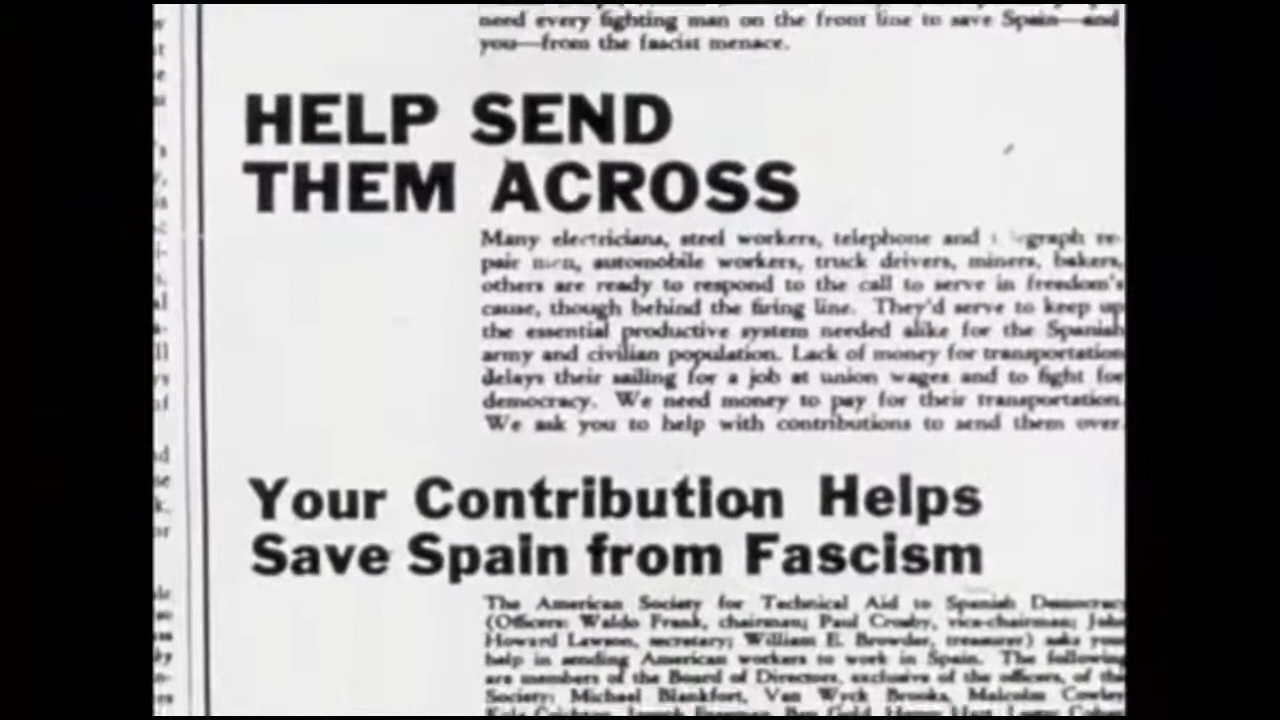 need every fighting man on the front line to save Spain—and
you—from the fascist menace.
HELP SEND
THEM ACROSS
Many electricians, steel workers, telephone and telegraph re-
pair men, automobile workers, truck drivers, miners, bakers,
others are ready to respond to the call to serve in freedom's
cause, though behind the firing line. They'd serve to keep up
the essential productive system needed alike for the Spanish
army and civilian population. Lack of money for transportation
delays their sailing for a job at union wages and to fight for
democracy. We need money to pay for their transportation.
We ask you to help with contributions to send them over.
Your Contribution Helps
Save Spain from Fascism
The American Society for Technical Aid to Spanish Democracy
(Officers: Waldo Frank, chairman; Paul Crosby, vice-chairman; John
Howard Lawson, secretary; William E. Browder, treasurer) asks your
help in sending American workers to work in Spain. The following
are members of the Board of Directors, exclusive of the officers, of the
Society: Michael Blankfort, Van Wyck Brooks, Malcolm Cowley